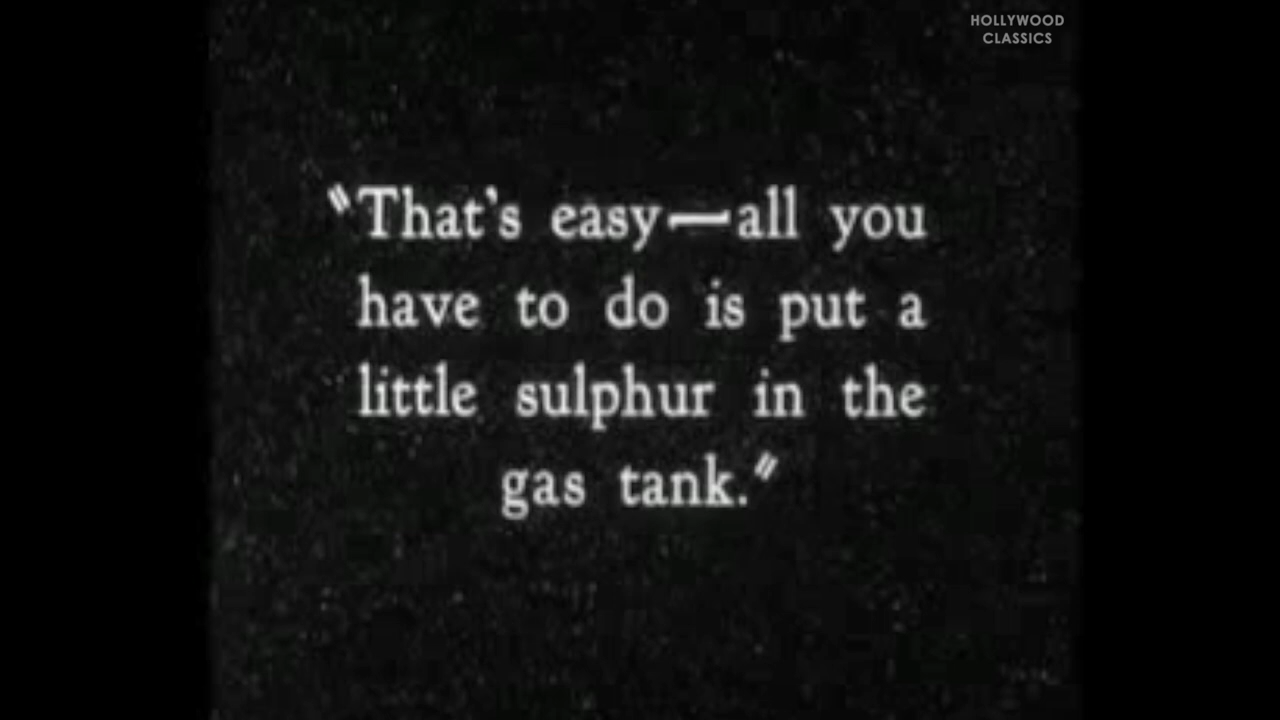 HOLLYWOOD
CLASSICS
"That's easy—all you
have to do is put a
little sulphur in the
gas tank."